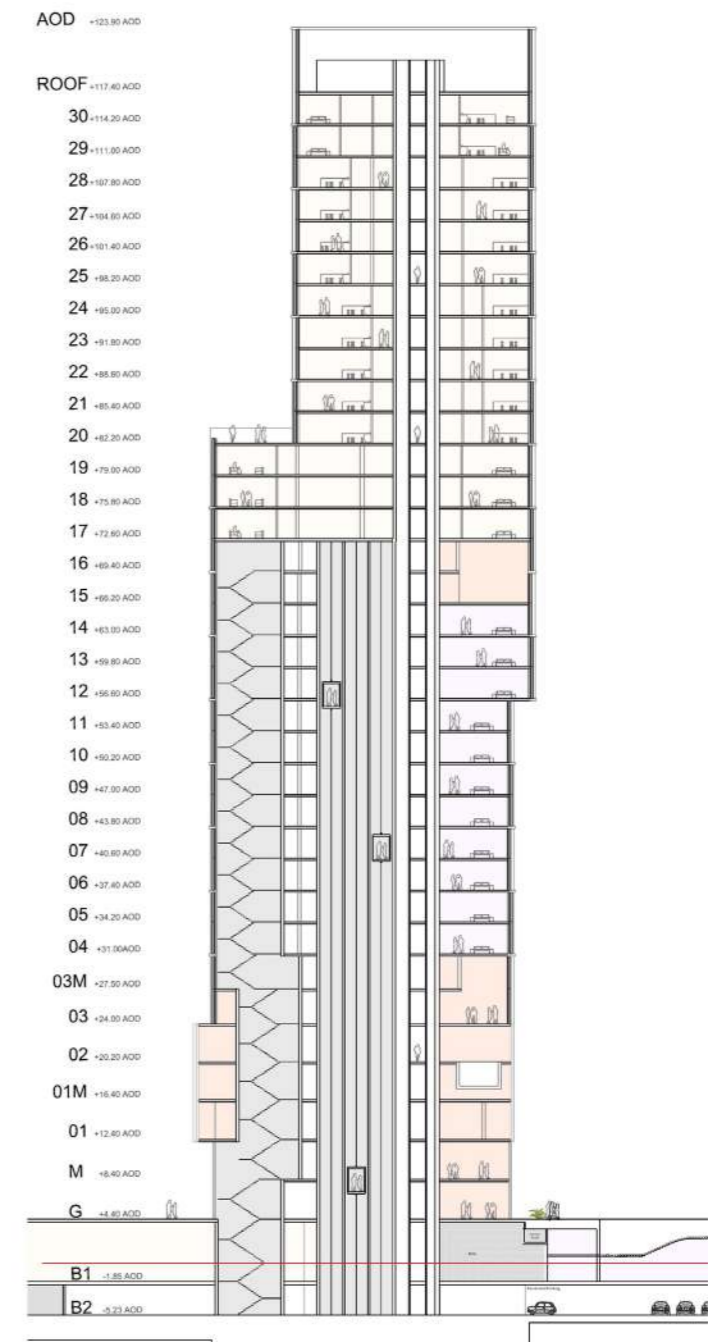 AOD +123.90 AOD
ROOF +117.40 AOD
30 +114.20 AOD
29 +111.00 AOD
28 +107.80 AOD
27 +104.60 AOD
26 +101.40 AOD
25 +98.20 AOD
24 +95.00 AOD
23 +91.80 AOD
22 +88.60 AOD
21 +85.40 AOD
20 +82.20 AOD
19 +79.00 AOD
18 +75.80 AOD
17 +72.60 AOD
16 +69.40 AOD
15 +66.20 AOD
14 +63.00 AOD
13 +59.80 AOD
12 +56.60 AOD
11 +53.40 AOD
10 +50.20 AOD
09 +47.00 AOD
08 +43.80 AOD
07 +40.60 AOD
06 +37.40 AOD
05 +34.20 AOD
04 +31.00AOD
03M +27.50 AOD
03 +24.00 AOD
02 +20.20 AOD
01M +16.40 AOD
01 +12.40 AOD
M +8.40 AOD
G +4.40 AOD
B1 -1.85 AOD
B2 -5.23 AOD